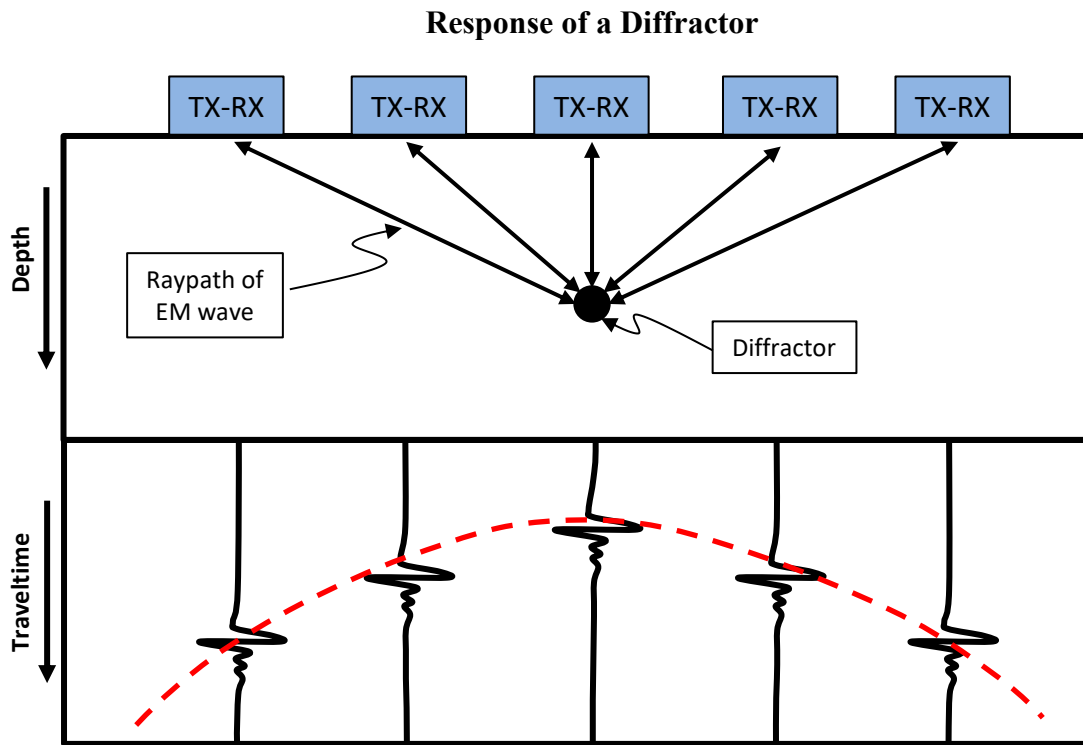 Response of a Diffractor
TX-RX
TX-RX
TX-RX
TX-RX
TX-RX
Depth
Raypath of
EM wave
Diffractor
Traveltime